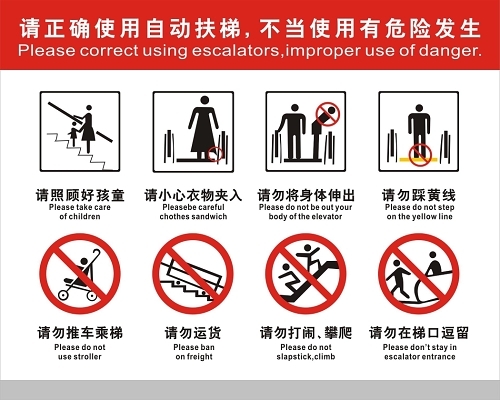 请正确使用自动扶梯,不当使用有危险发生
Please correct using escalators,improper use of danger.
请照顾好孩童
Please take care
of children
请小心衣物夹入
Pleasebe careful
chothes sandwich
请勿将身体伸出
Please do not be out your
body of the elevator
请勿踩黄线
Please do not step
on the yellow line
请勿推车乘梯
Please do not
use stroller
请勿运货
Please ban
on freight
请勿打闹、攀爬
Please do not
slapstick,climb
请勿在梯口逗留
Please don't stay in
escalator entrance